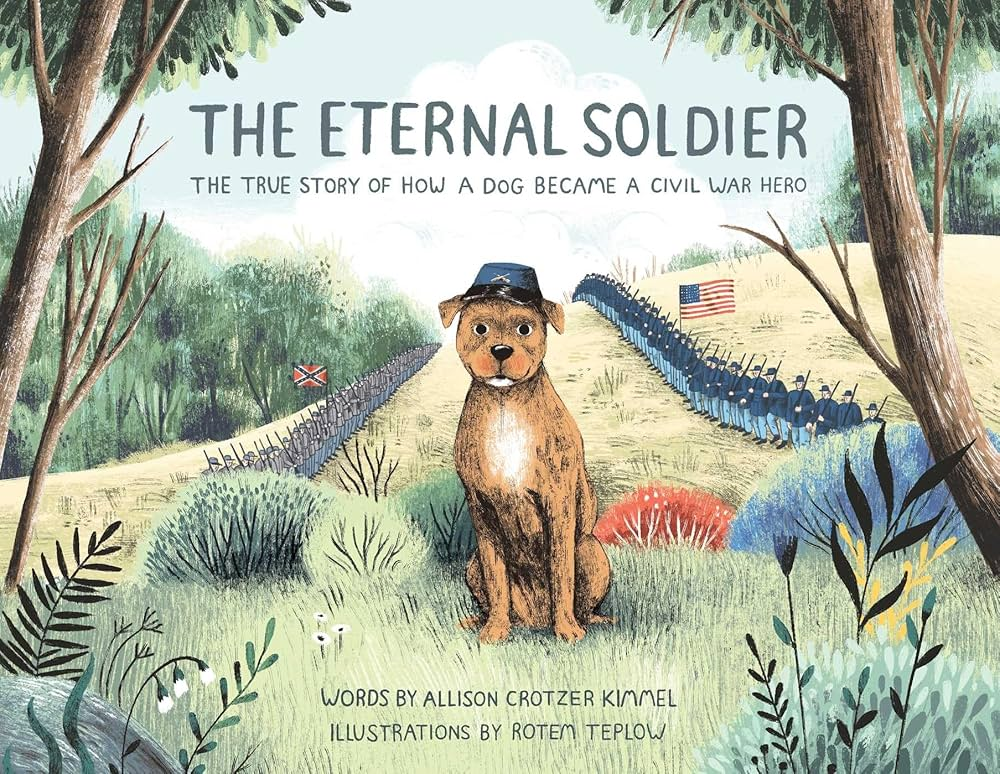 THE ETERNAL SOLDIER
THE TRUE STORY OF HOW A DOG BECAME A CIVIL WAR HERO
WORDS BY ALLISON CROTZER KIMMEL
ILLUSTRATIONS BY ROTEM TEPLOW